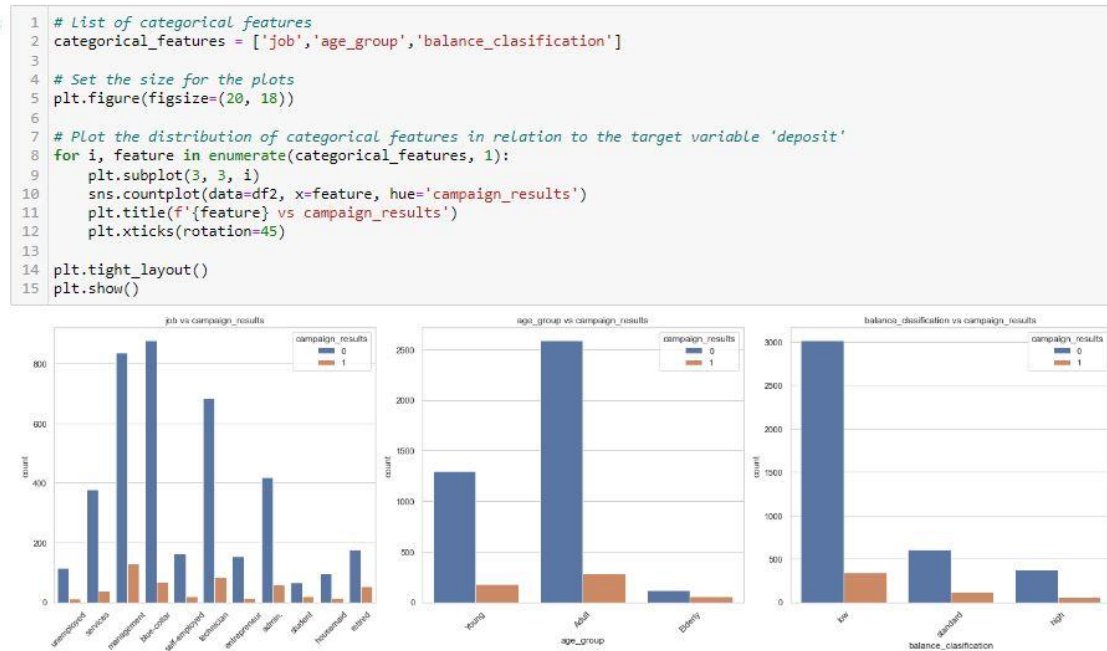 1 # List of categorical features
2 categorical_features = ['job','age_group','balance_clasification']
3
4 # Set the size for the plots
5 plt.figure(figsize=(20, 18))
6
7 # Plot the distribution of categorical features in relation to the target variable 'deposit'
8 for i, feature in enumerate(categorical_features, 1):
9     plt.subplot(3, 3, i)
10     sns.countplot(data=df2, x=feature, hue='campaign_results')
11     plt.title(f'{feature} vs campaign_results')
12     plt.xticks(rotation=45)
13
14 plt.tight_layout()
15 plt.show()
job vs campaign_results
campaign_results
0
1
800
600
400
200
0
count
unemployed
services
management
blue-collar
self-employed
technician
entrepreneur
admin.
student
housemaid
retired
age_group vs campaign_results
campaign_results
0
1
2500
2000
1500
1000
500
0
count
Young
Adult
Elderly
age_group
balance_clasification vs campaign_results
campaign_results
0
1
3000
2500
2000
1500
1000
500
0
count
low
standard
high
balance_clasification